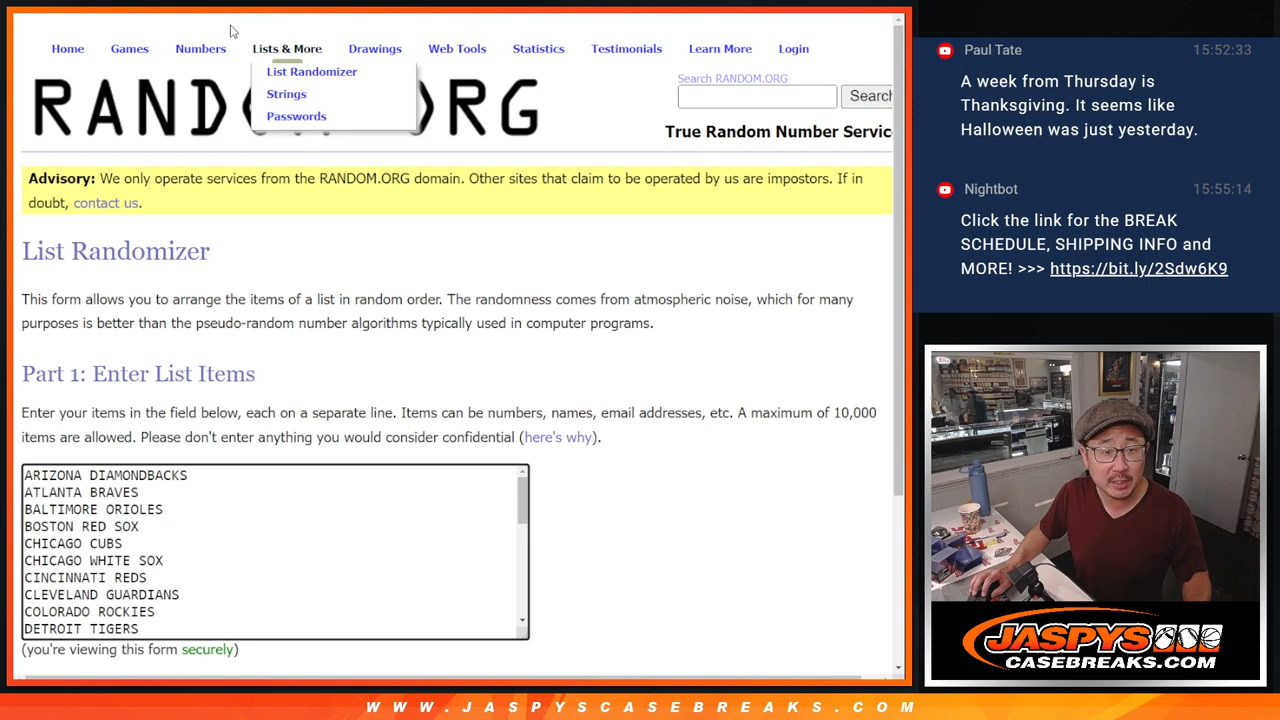 Home Games Numbers Lists & More Drawings Web Tools Statistics Testimonials Learn More Login
List Randomizer
Strings
Passwords
RANDOM.ORG
Search RANDOM.ORG
Search
True Random Number Servic
Advisory: We only operate services from the RANDOM.ORG domain. Other sites that claim to be operated by us are impostors. If in
doubt, contact us.
List Randomizer
This form allows you to arrange the items of a list in random order. The randomness comes from atmospheric noise, which for many
purposes is better than the pseudo-random number algorithms typically used in computer programs.
Part 1: Enter List Items
Enter your items in the field below, each on a separate line. Items can be numbers, names, email addresses, etc. A maximum of 10,000
items are allowed. Please don't enter anything you would consider confidential (here's why).
ARIZONA DIAMONDBACKS
ATLANTA BRAVES
BALTIMORE ORIOLES
BOSTON RED SOX
CHICAGO CUBS
CHICAGO WHITE SOX
CINCINNATI REDS
CLEVELAND GUARDIANS
COLORADO ROCKIES
DETROIT TIGERS
(you're viewing this form securely)
Paul Tate 15:52:33
A week from Thursday is
Thanksgiving. It seems like
Halloween was just yesterday.
Nightbot 15:55:14
Click the link for the BREAK
SCHEDULE, SHIPPING INFO and
MORE! >>> https://bit.ly/2Sdw6K9
JASPYS
CASEBREAKS.COM
WWW.JASPYSCASEBREAKS.COM